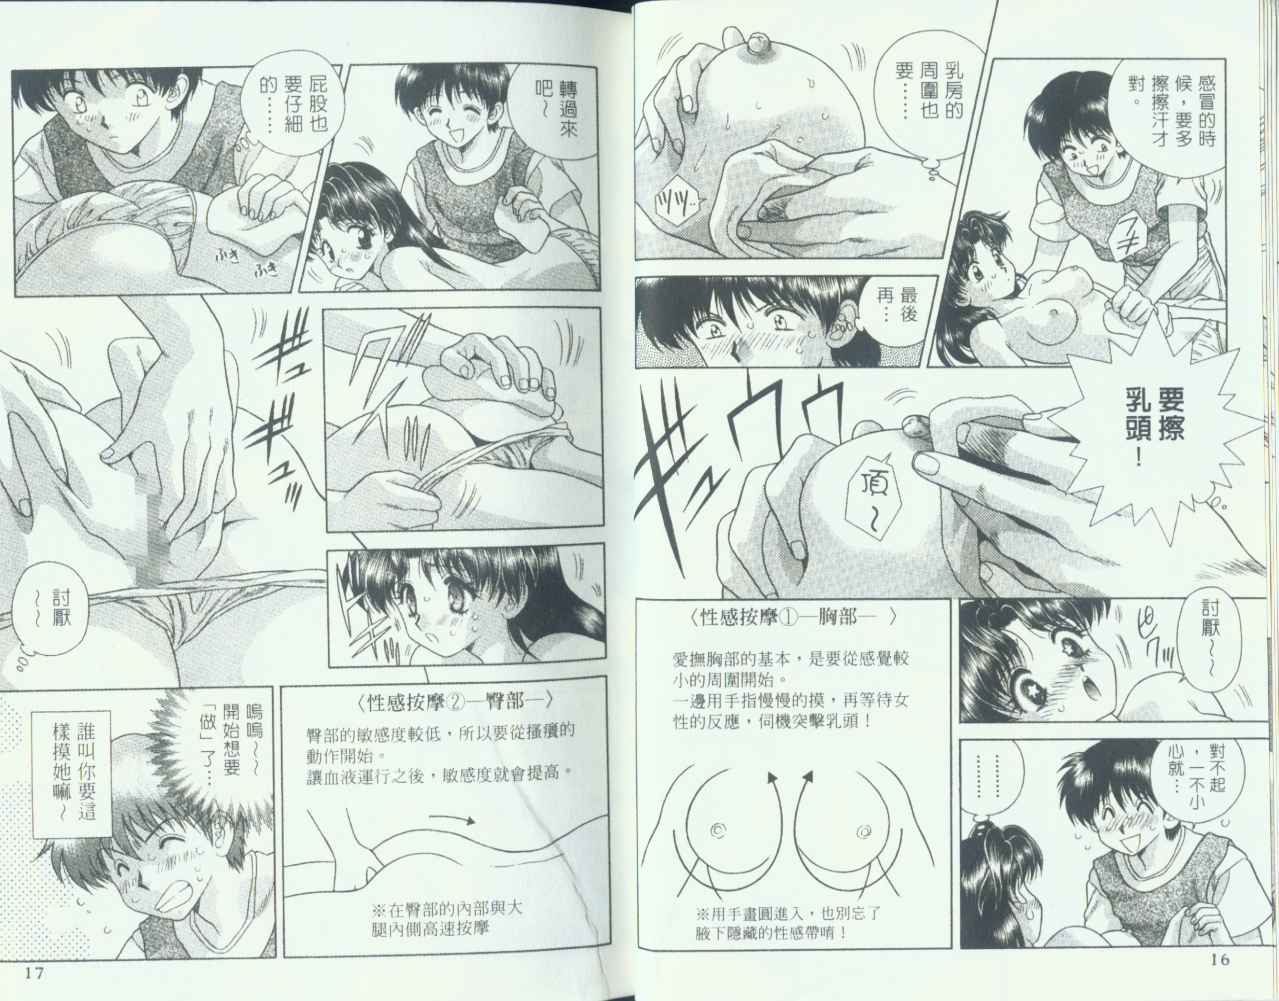 感冒的時
候，要多
擦擦汗才
對。
フキ
乳房的
周圍也
要……
ツツ…
最後
再…
要擦
乳頭！
頂
～
討厭
～～
ピク
〈性感按摩①—胸部— 〉
愛撫胸部的基本，是要從感覺較
小的周圍開始。
一邊用手指慢慢的摸，再等待女
性的反應，伺機突擊乳頭！
※用手畫圓進入，也別忘了
腋下隱藏的性感帶唷！
對不起
，一不小
心就…
…………
16
轉過來
吧～
屁股也
要仔細
的……
ふき
ふき
キュ
キュ
討厭
～～
〈性感按摩②—臀部—〉
臀部的敏感度較低，所以要從搔癢的
動作開始。
讓血液運行之後，敏感度就會提高。
※在臀部的內部與大
腿內側高速按摩
嗚嗚～
開始想要
「做」了…
誰叫你要這
樣摸她嘛～
17